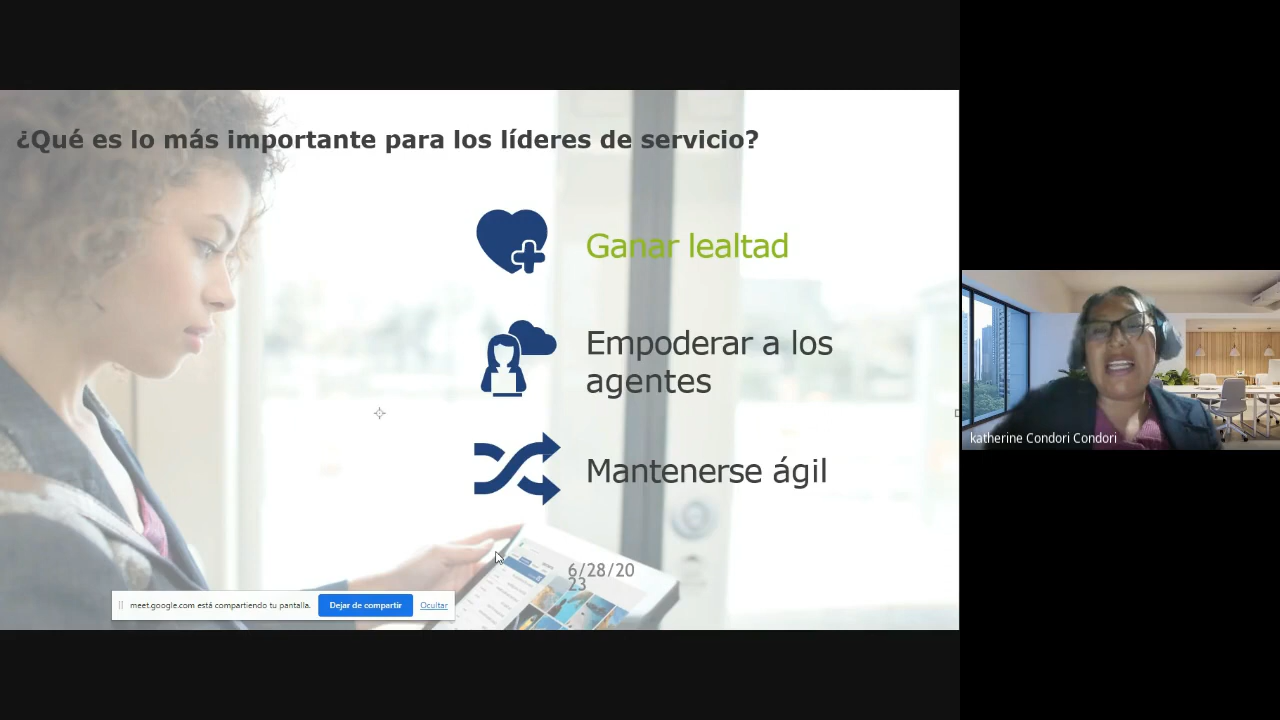 ¿Qué es lo más importante para los líderes de servicio?
Ganar lealtad
Empoderar a los
agentes
Mantenerse ágil
6/28/20
23
meet.google.com está compartiendo tu pantalla.
Dejar de compartir
Ocultar
katherine Condori Condori